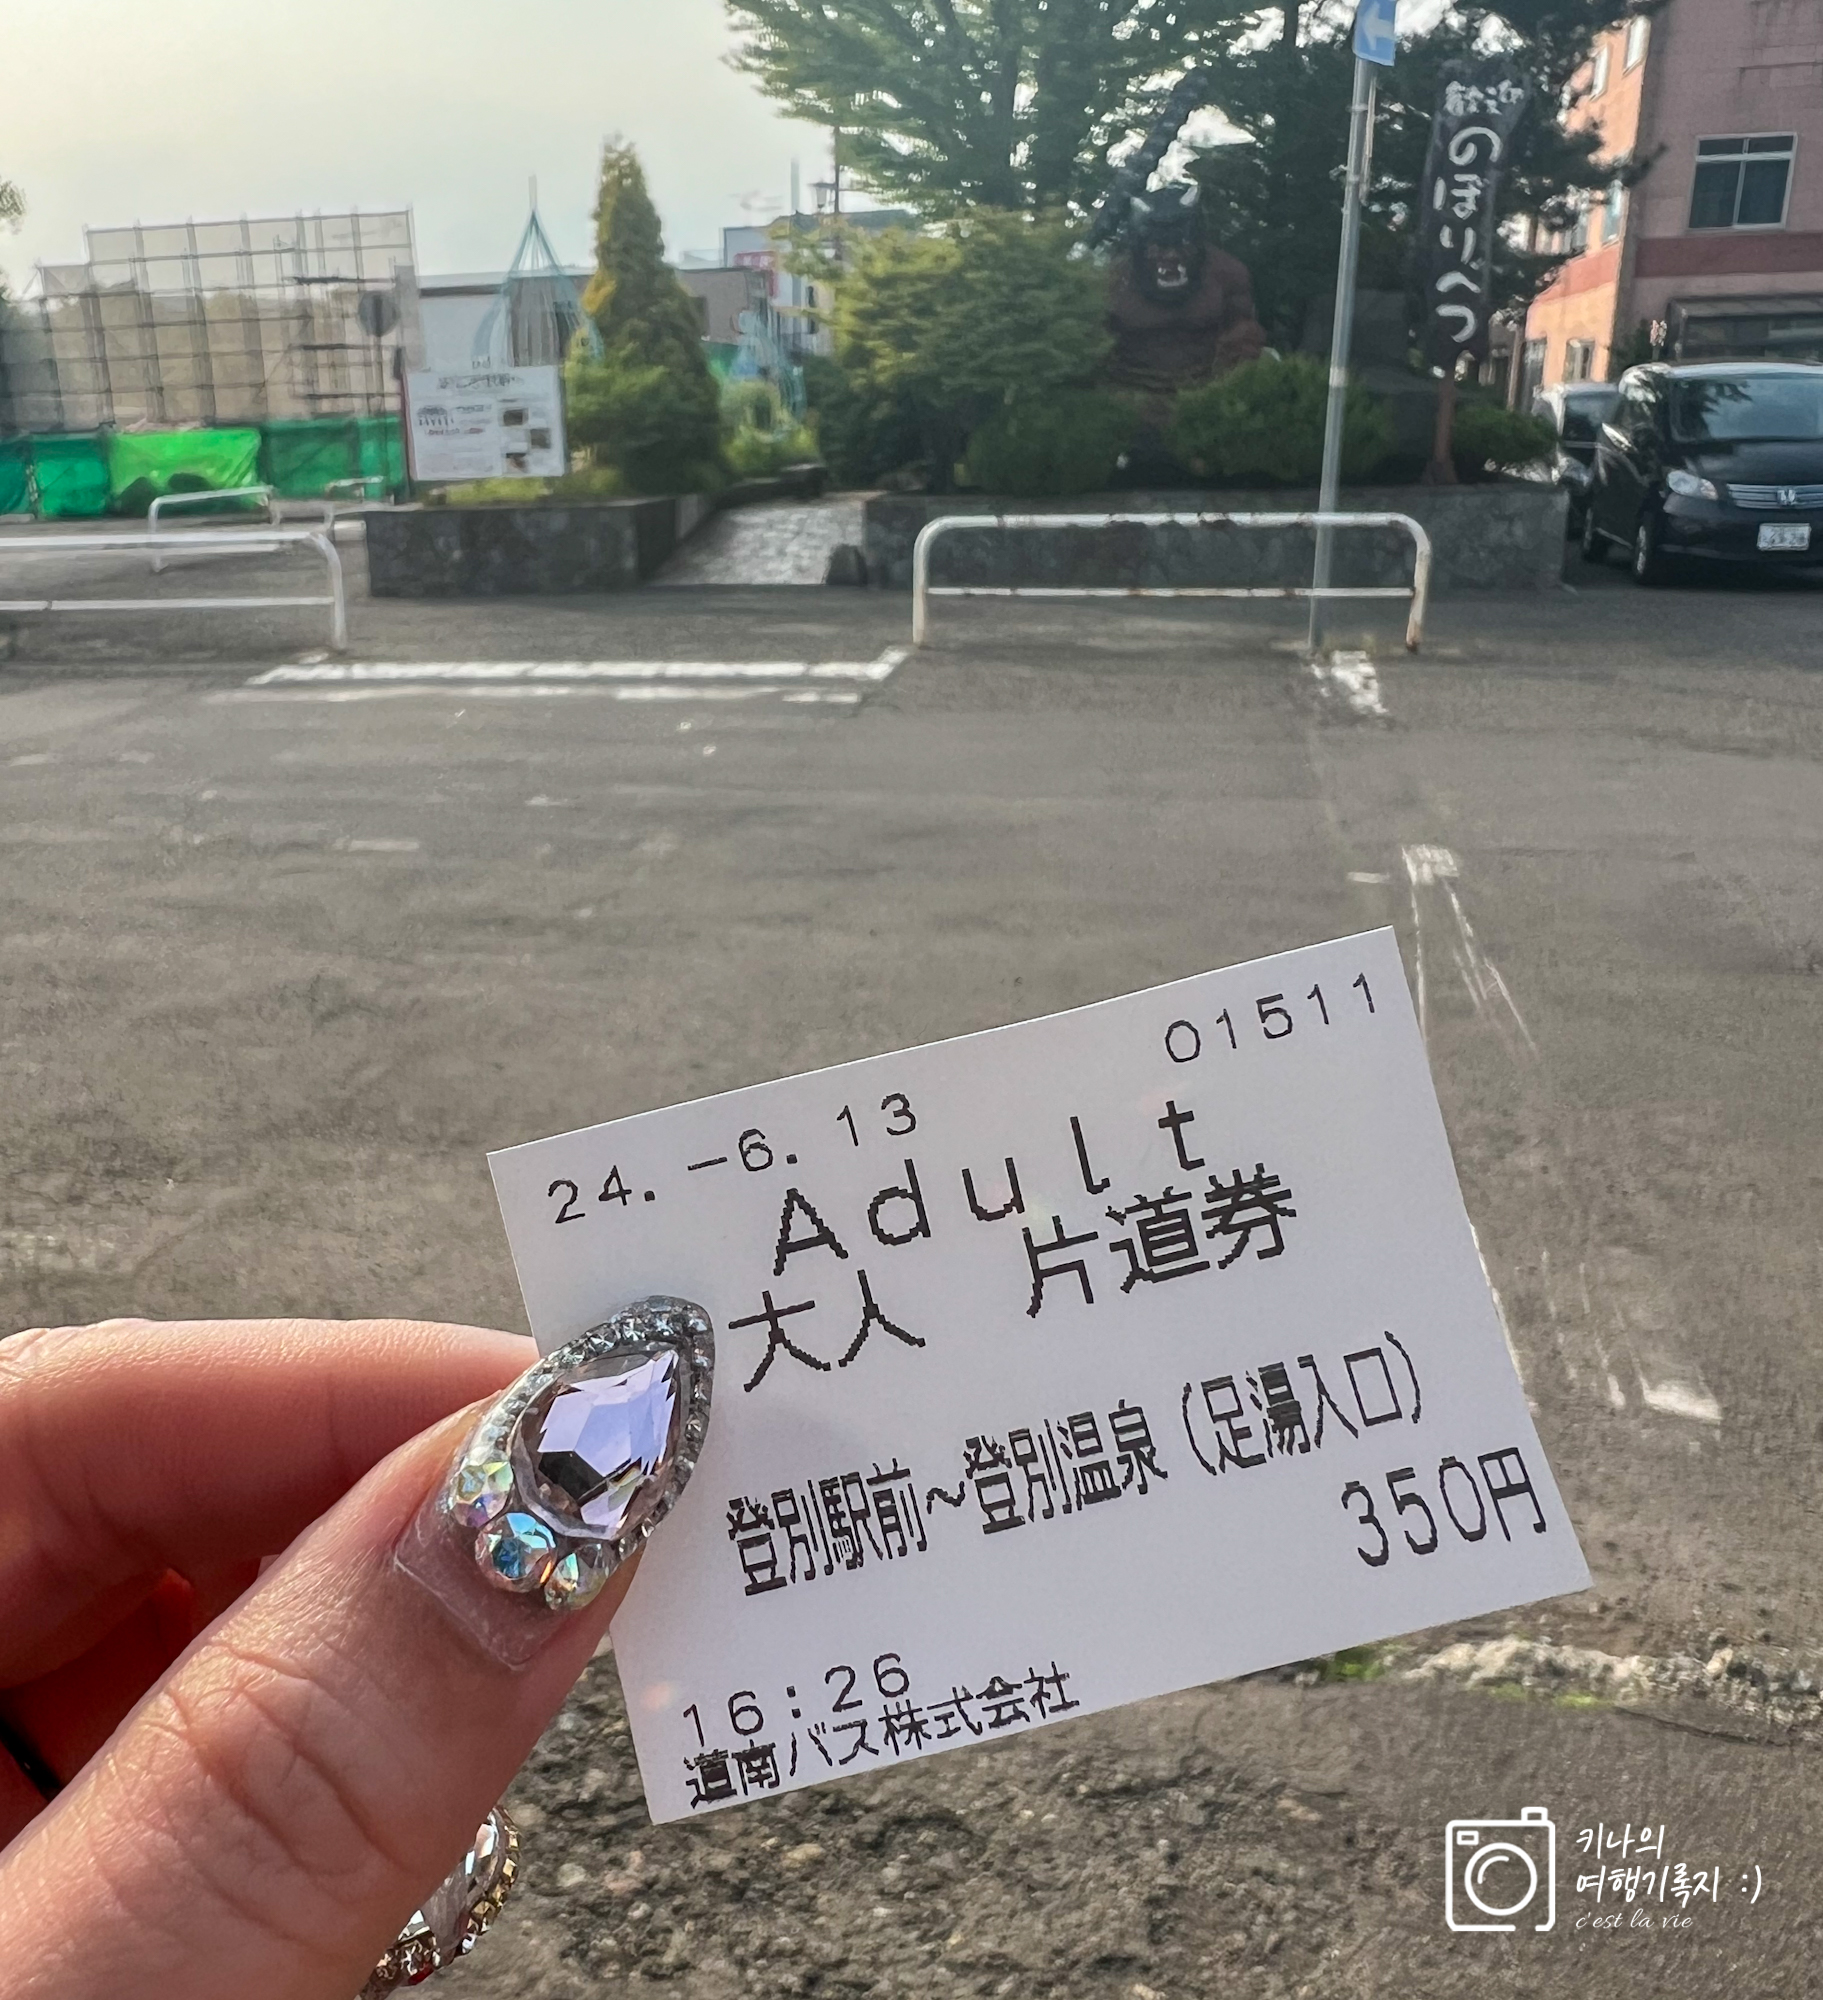 歓迎
のぼりべつ
01511
24. -6. 13
Adult
大人 片道券
登別駅前～登別温泉(足湯入口)
350円
16:26
道南バス株式会社
키나의
여행기록지 :)
c'est la vie